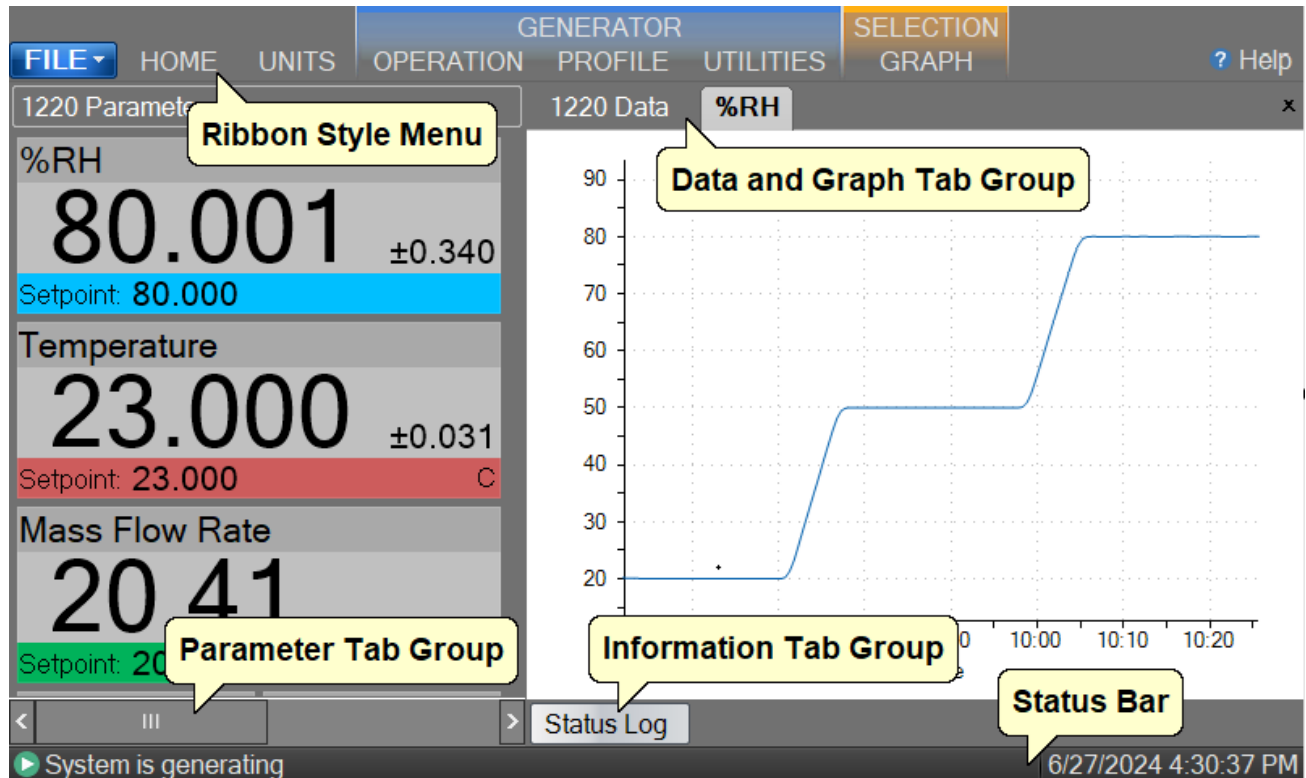 GENERATOR
SELECTION
FILE HOME UNITS OPERATION PROFILE UTILITIES GRAPH ? Help
1220 Paramete
1220 Data %RH x
Ribbon Style Menu
Data and Graph Tab Group
%RH
80.001 ±0.340
Setpoint: 80.000
Temperature
23.000 ±0.031
Setpoint: 23.000 C
Mass Flow Rate
20.41
Setpoint: 20
Parameter Tab Group
90
80
70
60
50
40
30
20
0 10:00 10:10 10:20
e
Information Tab Group
Status Bar
< III >
Status Log
System is generating
6/27/2024 4:30:37 PM